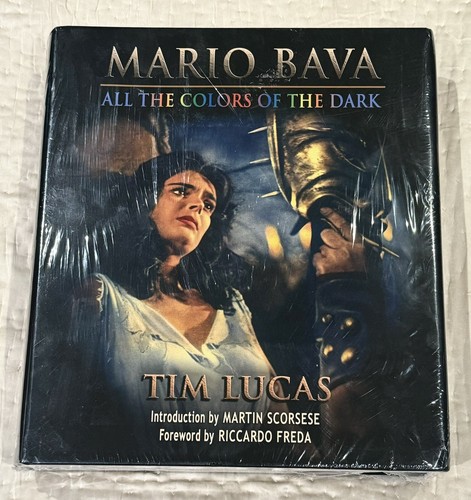 MARIO BAVA
ALL THE COLORS OF THE DARK
TIM LUCAS
Introduction by MARTIN SCORSESE
Foreword by RICCARDO FREDA